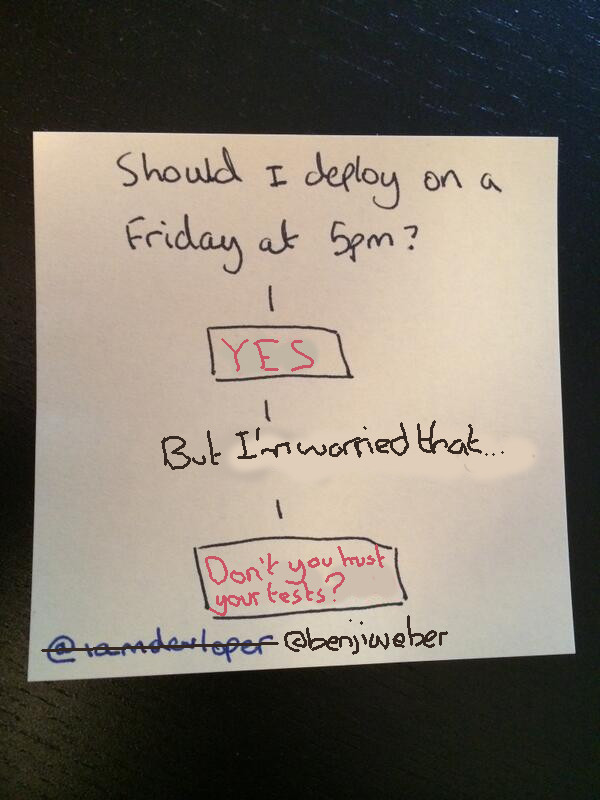 Should I deploy on a
Friday at 5pm?
YES
But I'm worried that...
Don't you trust
your tests?
@iamdevloper @benjiweber